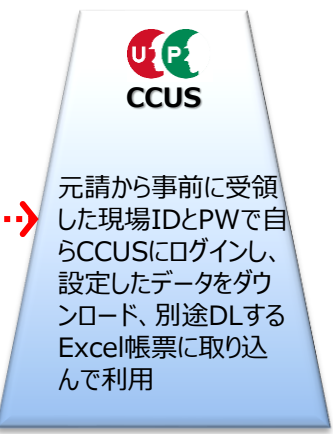 UP
CCUS
元請から事前に受領
した現場IDとPWで自
らCCUSにログインし、
設定したデータをダウ
ンロード、別途DLする
Excel帳票に取り込
んで利用